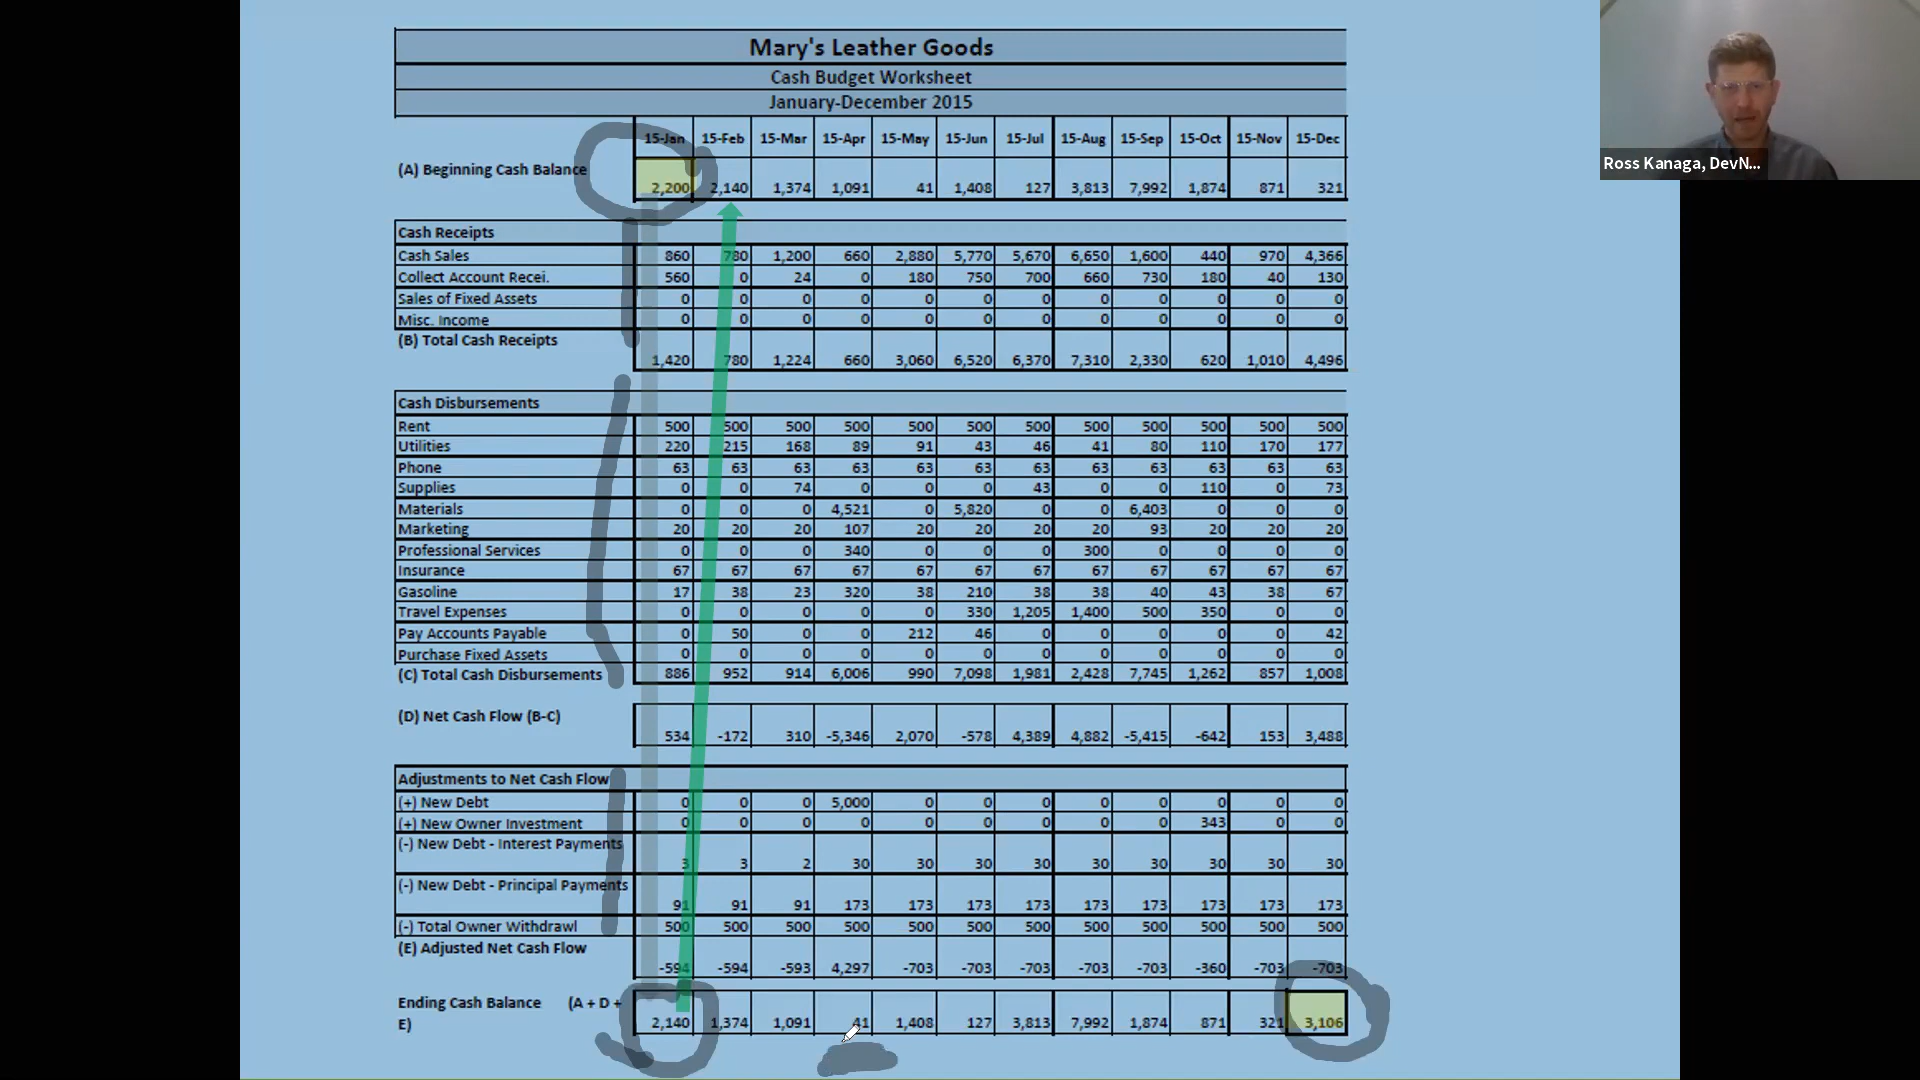 Mary's Leather Goods
Cash Budget Worksheet
January-December 2015
15-Jan 15-Feb 15-Mar 15-Apr 15-May 15-Jun 15-Jul 15-Aug 15-Sep 15-Oct 15-Nov 15-Dec
(A) Beginning Cash Balance 2,200 2,140 1,374 1,091 41 1,408 127 3,813 7,992 1,874 871 321
Cash Receipts
Cash Sales 860 780 1,200 660 2,880 5,770 5,670 6,650 1,600 440 970 4,366
Collect Account Recei. 560 0 24 0 180 750 700 660 730 180 40 130
Sales of Fixed Assets 0 0 0 0 0 0 0 0 0 0 0 0
Misc. Income 0 0 0 0 0 0 0 0 0 0 0 0
(B) Total Cash Receipts 1,420 780 1,224 660 3,060 6,520 6,370 7,310 2,330 620 1,010 4,496
Cash Disbursements
Rent 500 500 500 500 500 500 500 500 500 500 500 500
Utilities 220 215 168 89 91 43 46 41 80 110 170 177
Phone 63 63 63 63 63 63 63 63 63 63 63 63
Supplies 0 0 74 0 0 0 43 0 0 110 0 73
Materials 0 0 0 4,521 0 5,820 0 0 6,403 0 0 0
Marketing 20 20 20 107 20 20 20 20 93 20 20 20
Professional Services 0 0 0 340 0 0 0 300 0 0 0 0
Insurance 67 67 67 67 67 67 67 67 67 67 67 67
Gasoline 17 38 23 320 38 210 38 38 40 43 38 67
Travel Expenses 0 0 0 0 0 330 1,205 1,400 500 350 0 0
Pay Accounts Payable 0 50 0 0 212 46 0 0 0 0 0 42
Purchase Fixed Assets 0 0 0 0 0 0 0 0 0 0 0 0
(C) Total Cash Disbursements 886 952 914 6,006 990 7,098 1,981 2,428 7,745 1,262 857 1,008
(D) Net Cash Flow (B-C) 534 -172 310 -5,346 2,070 -578 4,389 4,882 -5,415 -642 153 3,488
Adjustments to Net Cash Flow
(+) New Debt 0 0 0 5,000 0 0 0 0 0 0 0 0
(+) New Owner Investment 0 0 0 0 0 0 0 0 0 343 0 0
(-) New Debt - Interest Payments 3 3 2 30 30 30 30 30 30 30 30 30
(-) New Debt - Principal Payments 91 91 91 173 173 173 173 173 173 173 173 173
(-) Total Owner Withdrawl 500 500 500 500 500 500 500 500 500 500 500 500
(E) Adjusted Net Cash Flow -594 -594 -593 4,297 -703 -703 -703 -703 -703 -360 -703 -703
Ending Cash Balance (A + D +
E) 2,140 1,374 1,091 41 1,408 127 3,813 7,992 1,874 871 321 3,106
Ross Kanaga, DevN...